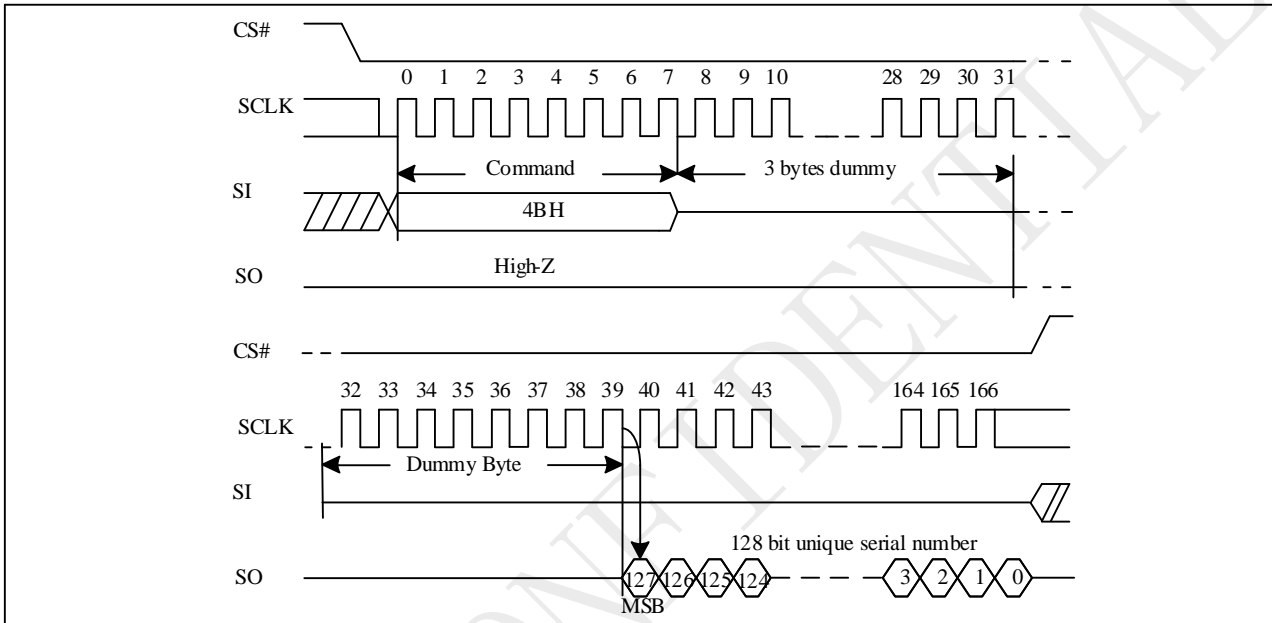 CS#
0 1 2 3 4 5 6 7 8 9 10 28 29 30 31
SCLK
Command 3 bytes dummy
SI
4BH
High-Z
SO
CS#
32 33 34 35 36 37 38 39 40 41 42 43 164 165 166
SCLK
Dummy Byte
SI
128 bit unique serial number
SO 127 126 125 124 3 2 1 0
MSB